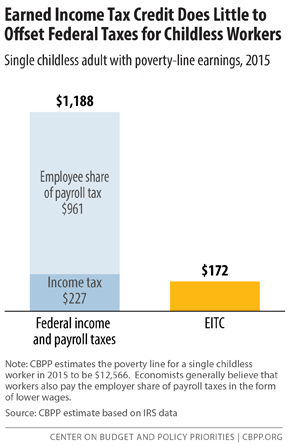 Earned Income Tax Credit Does Little to
Offset Federal Taxes for Childless Workers
Single childless adult with poverty-line earnings, 2015
$1,188
Employee share
of payroll tax
$961
Income tax
$227
$172
Federal income
and payroll taxes
EITC
Note: CBPP estimates the poverty line for a single childless
worker in 2015 to be $12,566.  Economists generally believe that
workers also pay the employer share of payroll taxes in the form
of lower wages.
Source: CBPP estimate based on IRS data
CENTER ON BUDGET AND POLICY PRIORITIES | CBPP.ORG